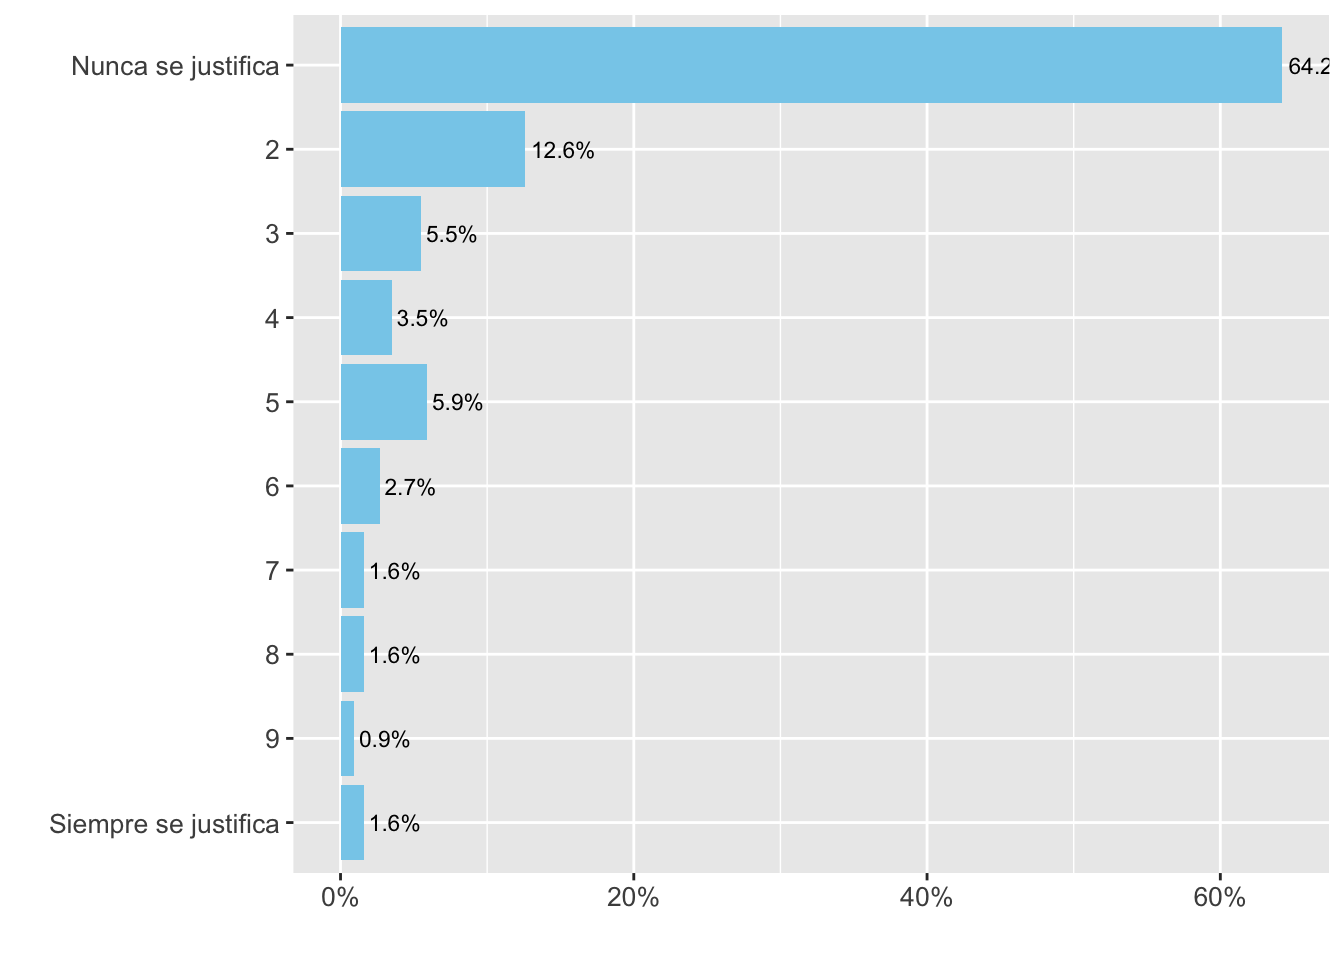 Nunca se justifica 64.2
2 12.6%
3 5.5%
4 3.5%
5 5.9%
6 2.7%
7 1.6%
8 1.6%
9 0.9%
Siempre se justifica 1.6%
0% 20% 40% 60%